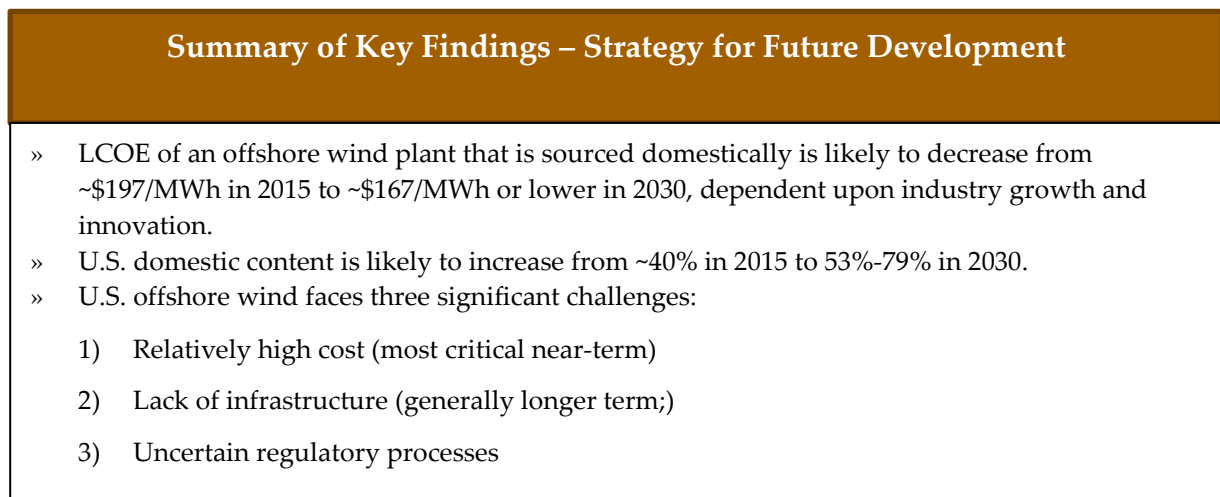 Summary of Key Findings – Strategy for Future Development
» LCOE of an offshore wind plant that is sourced domestically is likely to decrease from
~$197/MWh in 2015 to ~$167/MWh or lower in 2030, dependent upon industry growth and
innovation.
» U.S. domestic content is likely to increase from ~40% in 2015 to 53%-79% in 2030.
» U.S. offshore wind faces three significant challenges:
1) Relatively high cost (most critical near-term)
2) Lack of infrastructure (generally longer term;)
3) Uncertain regulatory processes